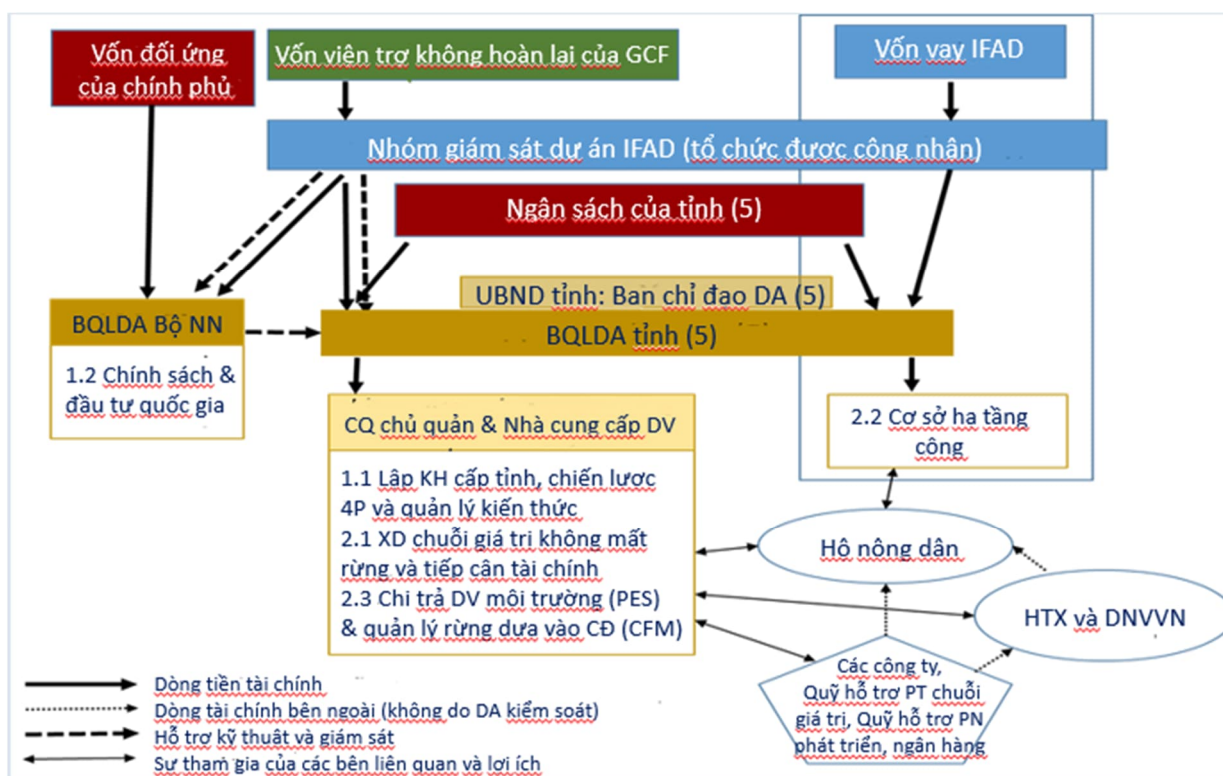 Vốn đối ứng
của chính phủ
Vốn viện trợ không hoàn lại của GCF
Vốn vay IFAD
Nhóm giám sát dự án IFAD (tổ chức được công nhận)
Ngân sách của tỉnh (5)
UBND tỉnh: Ban chỉ đạo DA (5)
BQLDA Bộ NN
BQLDA tỉnh (5)
1.2 Chính sách &
đầu tư quốc gia
CQ chủ quản & Nhà cung cấp DV
1.1 Lập KH cấp tỉnh, chiến lược
4P và quản lý kiến thức
2.1 XD chuỗi giá trị không mất
rừng và tiếp cận tài chính
2.3 Chi trả DV môi trường (PES)
& quản lý rừng dựa vào CĐ (CFM)
2.2 Cơ sở hạ tầng
công
Hộ nông dân
HTX và DNVVN
Các công ty,
Quỹ hỗ trợ PT chuỗi
giá trị, Quỹ hỗ trợ PN
phát triển, ngân hàng
Dòng tiền tài chính
Dòng tài chính bên ngoài (không do DA kiểm soát)
Hỗ trợ kỹ thuật và giám sát
Sự tham gia của các bên liên quan và lợi ích